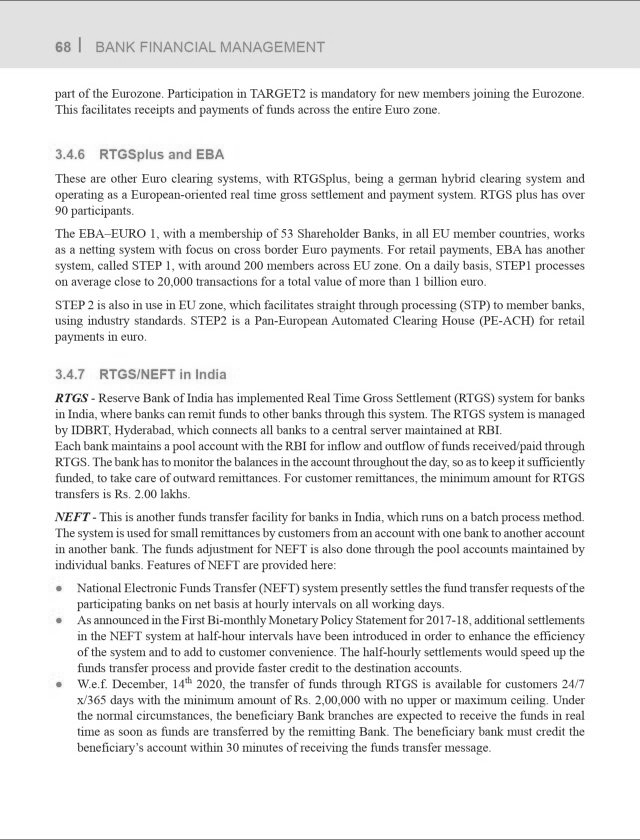 68 | BANK FINANCIAL MANAGEMENT
part of the Eurozone. Participation in TARGET2 is mandatory for new members joining the Eurozone.
This facilitates receipts and payments of funds across the entire Euro zone.
3.4.6 RTGSplus and EBA
These are other Euro clearing systems, with RTGSplus, being a german hybrid clearing system and
operating as a European-oriented real time gross settlement and payment system. RTGS plus has over
90 participants.
The EBA–EURO 1, with a membership of 53 Shareholder Banks, in all EU member countries, works
as a netting system with focus on cross border Euro payments. For retail payments, EBA has another
system, called STEP 1, with around 200 members across EU zone. On a daily basis, STEP1 processes
on average close to 20,000 transactions for a total value of more than 1 billion euro.
STEP 2 is also in use in EU zone, which facilitates straight through processing (STP) to member banks,
using industry standards. STEP2 is a Pan-European Automated Clearing House (PE-ACH) for retail
payments in euro.
3.4.7 RTGS/NEFT in India
RTGS - Reserve Bank of India has implemented Real Time Gross Settlement (RTGS) system for banks
in India, where banks can remit funds to other banks through this system. The RTGS system is managed
by IDBRT, Hyderabad, which connects all banks to a central server maintained at RBI.
Each bank maintains a pool account with the RBI for inflow and outflow of funds received/paid through
RTGS. The bank has to monitor the balances in the account throughout the day, so as to keep it sufficiently
funded, to take care of outward remittances. For customer remittances, the minimum amount for RTGS
transfers is Rs. 2.00 lakhs.
NEFT - This is another funds transfer facility for banks in India, which runs on a batch process method.
The system is used for small remittances by customers from an account with one bank to another account
in another bank. The funds adjustment for NEFT is also done through the pool accounts maintained by
individual banks. Features of NEFT are provided here:
● National Electronic Funds Transfer (NEFT) system presently settles the fund transfer requests of the
participating banks on net basis at hourly intervals on all working days.
● As announced in the First Bi-monthly Monetary Policy Statement for 2017-18, additional settlements
in the NEFT system at half-hour intervals have been introduced in order to enhance the efficiency
of the system and to add to customer convenience. The half-hourly settlements would speed up the
funds transfer process and provide faster credit to the destination accounts.
● W.e.f. December, 14th 2020, the transfer of funds through RTGS is available for customers 24/7
x/365 days with the minimum amount of Rs. 2,00,000 with no upper or maximum ceiling. Under
the normal circumstances, the beneficiary Bank branches are expected to receive the funds in real
time as soon as funds are transferred by the remitting Bank. The beneficiary bank must credit the
beneficiary’s account within 30 minutes of receiving the funds transfer message.